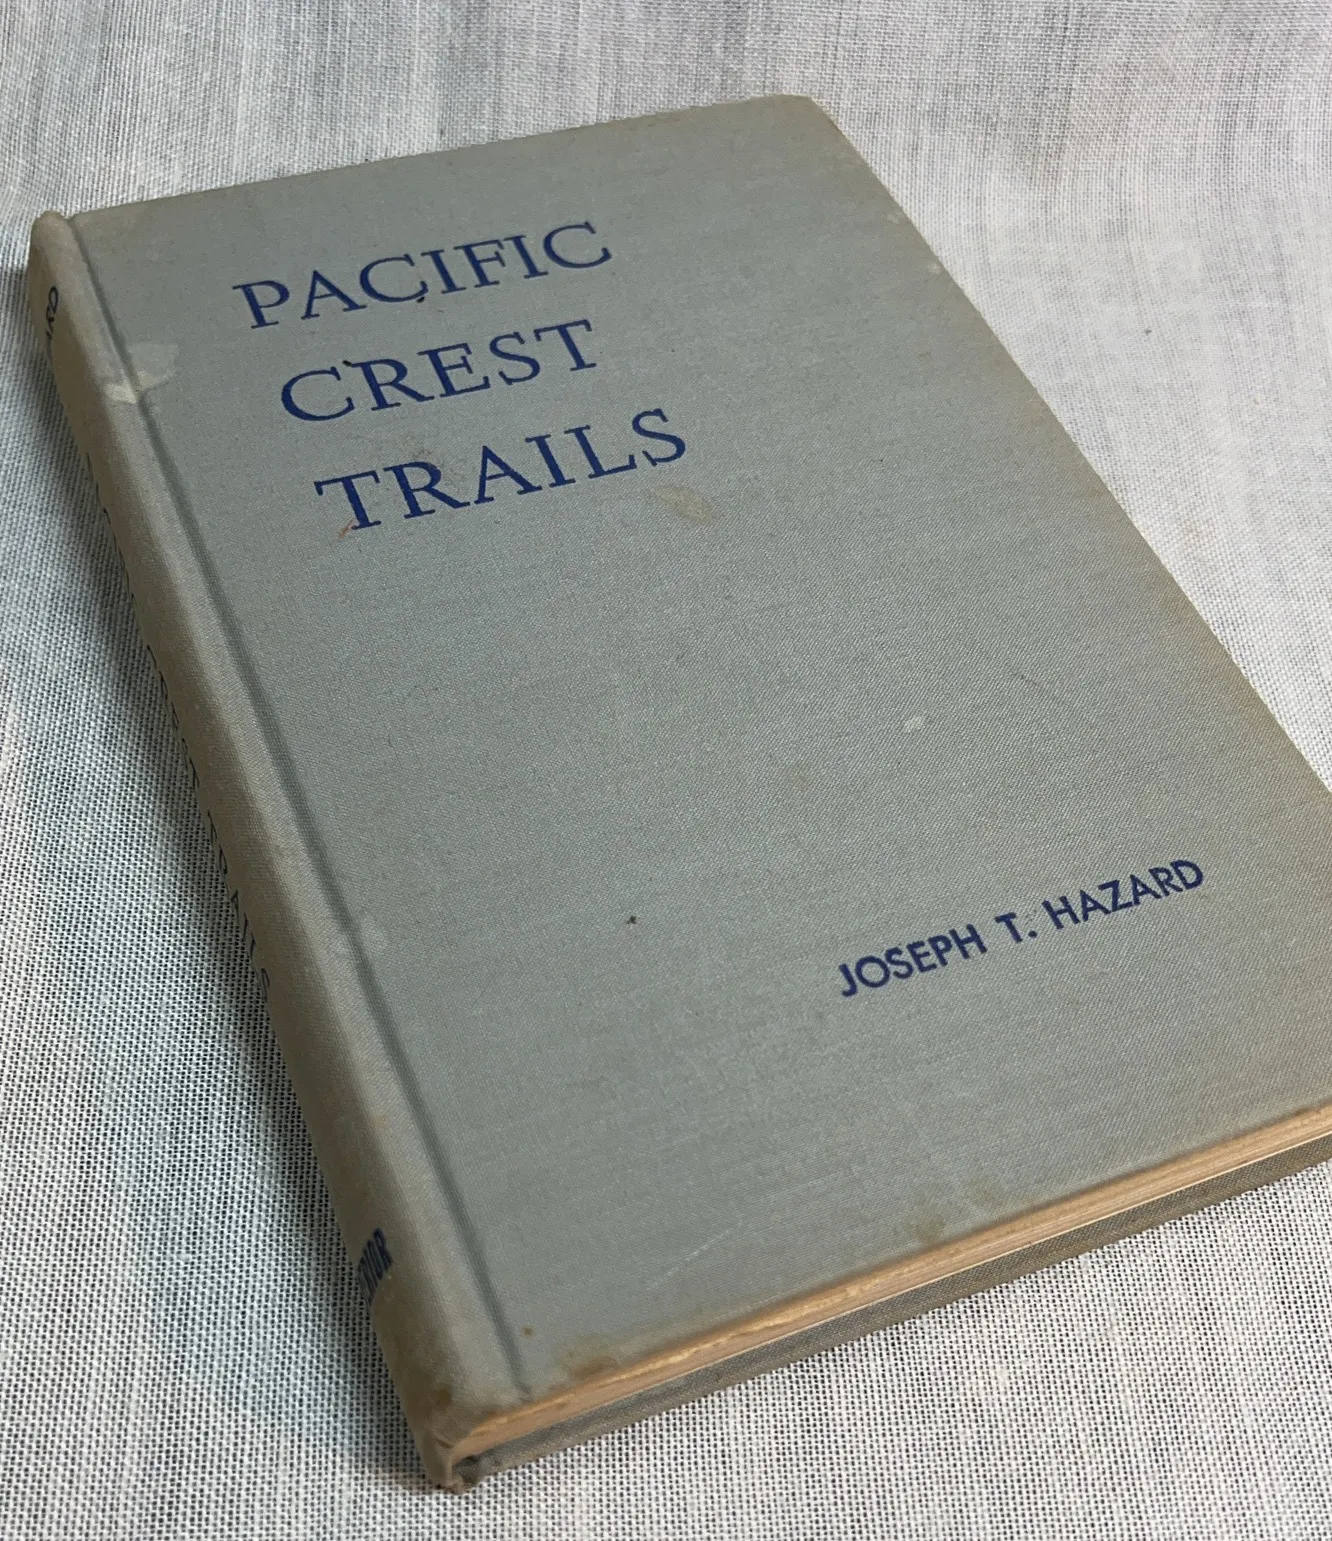 PACIFIC
CREST
TRAILS
JOSEPH T. HAZARD